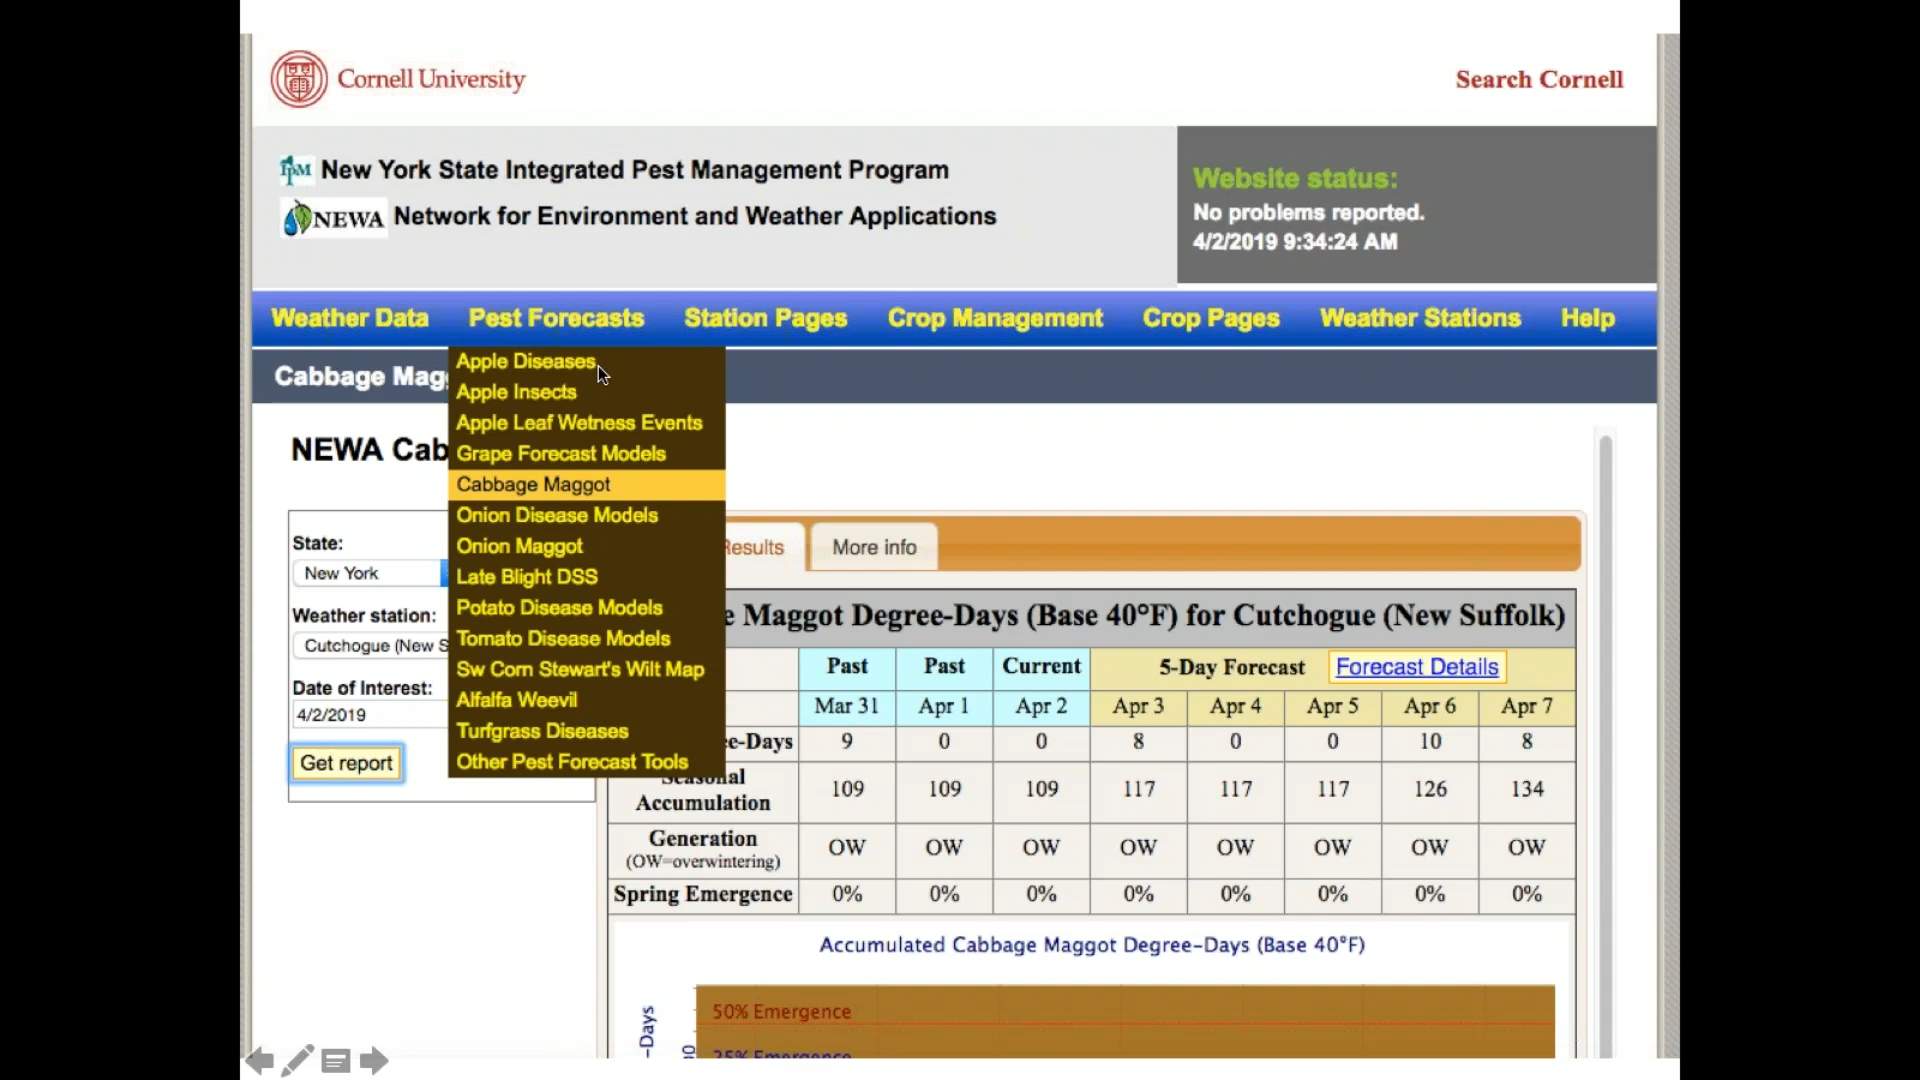 Cornell University
Search Cornell
IPM New York State Integrated Pest Management Program
NEWA Network for Environment and Weather Applications
Website status:
No problems reported.
4/2/2019 9:34:24 AM
Weather Data Pest Forecasts Station Pages Crop Management Crop Pages Weather Stations Help
Cabbage Mag
Apple Diseases
Apple Insects
Apple Leaf Wetness Events
Grape Forecast Models
Cabbage Maggot
Onion Disease Models
Onion Maggot
Late Blight DSS
Potato Disease Models
Tomato Disease Models
Sw Corn Stewart's Wilt Map
Alfalfa Weevil
Turfgrass Diseases
Other Pest Forecast Tools
NEWA Cab
State:
New York
Weather station:
Cutchogue (New S
Date of Interest:
4/2/2019
Get report
Results More info
e Maggot Degree-Days (Base 40°F) for Cutchogue (New Suffolk)
Past Past Current 5-Day Forecast Forecast Details
Mar 31 Apr 1 Apr 2 Apr 3 Apr 4 Apr 5 Apr 6 Apr 7
e-Days 9 0 0 8 0 0 10 8
Seasonal
Accumulation 109 109 109 117 117 117 126 134
Generation
(OW=overwintering) OW OW OW OW OW OW OW OW
Spring Emergence 0% 0% 0% 0% 0% 0% 0% 0%
Accumulated Cabbage Maggot Degree-Days (Base 40°F)
50% Emergence
25% Emergence
-Days